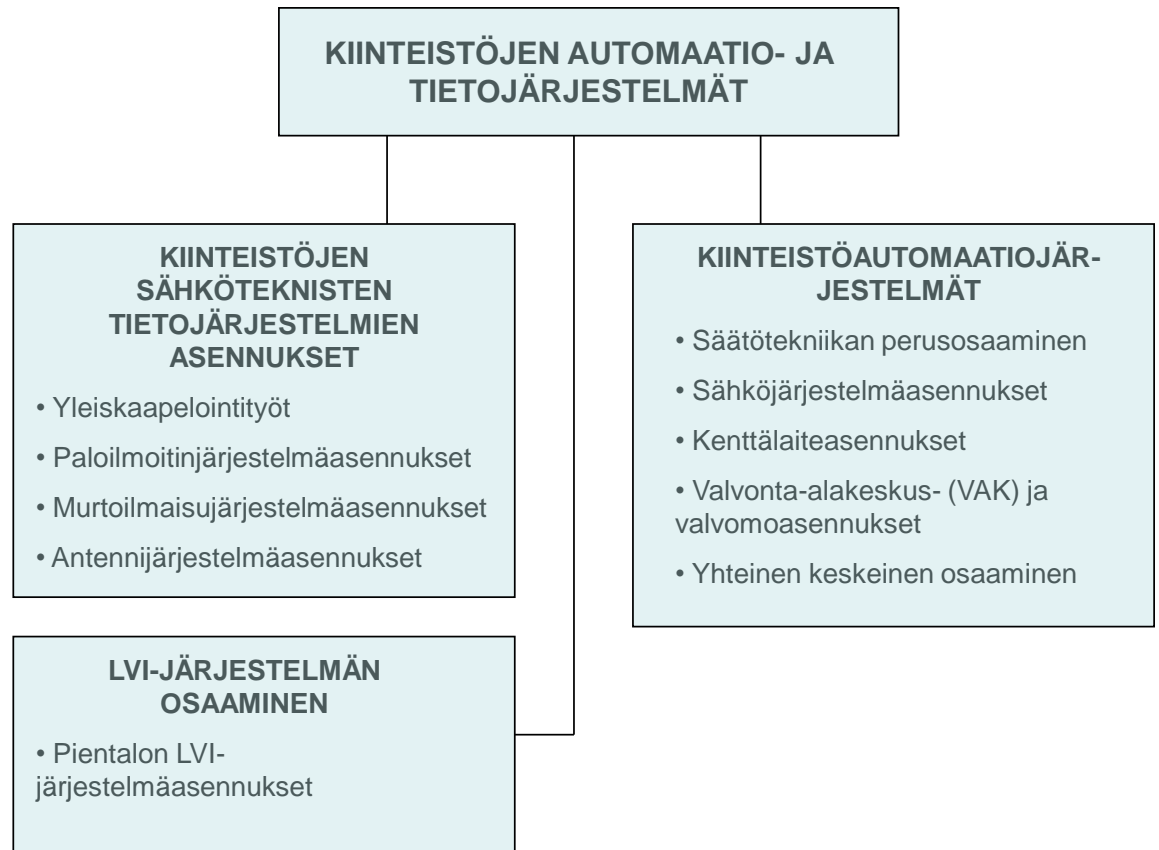 KIINTEISTÖJEN AUTOMAATIO- JA
TIETOJÄRJESTELMÄT
KIINTEISTÖJEN
SÄHKÖTEKNISTEN
TIETOJÄRJESTELMIEN
ASENNUKSET
• Yleiskaapelointityöt
• Paloilmoitinjärjestelmäasennukset
• Murtoilmaisujärjestelmäasennukset
• Antennijärjestelmäasennukset
KIINTEISTÖAUTOMAATIOJÄR-
JESTELMÄT
• Säätötekniikan perusosaaminen
• Sähköjärjestelmäasennukset
• Kenttälaiteasennukset
• Valvonta-alakeskus- (VAK) ja
valvomoasennukset
• Yhteinen keskeinen osaaminen
LVI-JÄRJESTELMÄN
OSAAMINEN
• Pientalon LVI-
järjestelmäasennukset